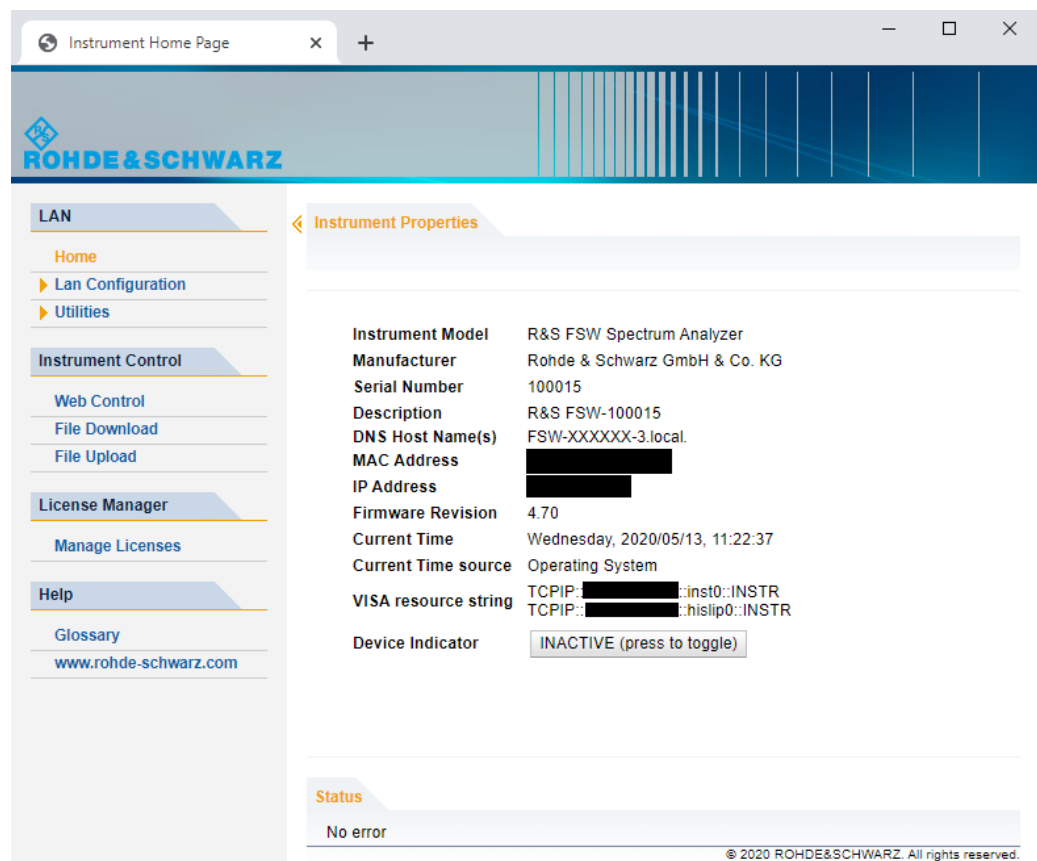 Instrument Home Page
R&S
ROHDE&SCHWARZ
LAN
Home
Lan Configuration
Utilities
Instrument Control
Web Control
File Download
File Upload
License Manager
Manage Licenses
Help
Glossary
www.rohde-schwarz.com
Instrument Properties
Instrument Model R&S FSW Spectrum Analyzer
Manufacturer Rohde & Schwarz GmbH & Co. KG
Serial Number 100015
Description R&S FSW-100015
DNS Host Name(s) FSW-XXXXXX-3.local.
MAC Address
IP Address
Firmware Revision 4.70
Current Time Wednesday, 2020/05/13, 11:22:37
Current Time source Operating System
VISA resource string TCPIP:: ::inst0::INSTR
TCPIP:: ::hislip0::INSTR
Device Indicator INACTIVE (press to toggle)
Status
No error
© 2020 ROHDE&SCHWARZ. All rights reserved.